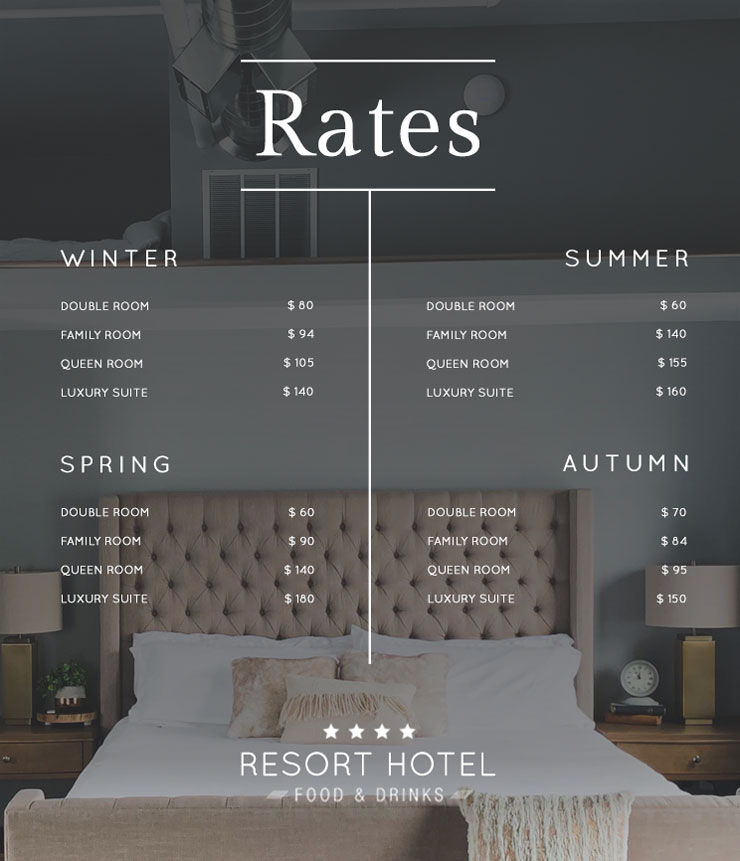 Rates
WINTER
DOUBLE ROOM $ 80
FAMILY ROOM $ 94
QUEEN ROOM $ 105
LUXURY SUITE $ 140
SUMMER
DOUBLE ROOM $ 60
FAMILY ROOM $ 140
QUEEN ROOM $ 155
LUXURY SUITE $ 160
SPRING
DOUBLE ROOM $ 60
FAMILY ROOM $ 90
QUEEN ROOM $ 140
LUXURY SUITE $ 180
AUTUMN
DOUBLE ROOM $ 70
FAMILY ROOM $ 84
QUEEN ROOM $ 95
LUXURY SUITE $ 150
RESORT HOTEL
FOOD & DRINKS